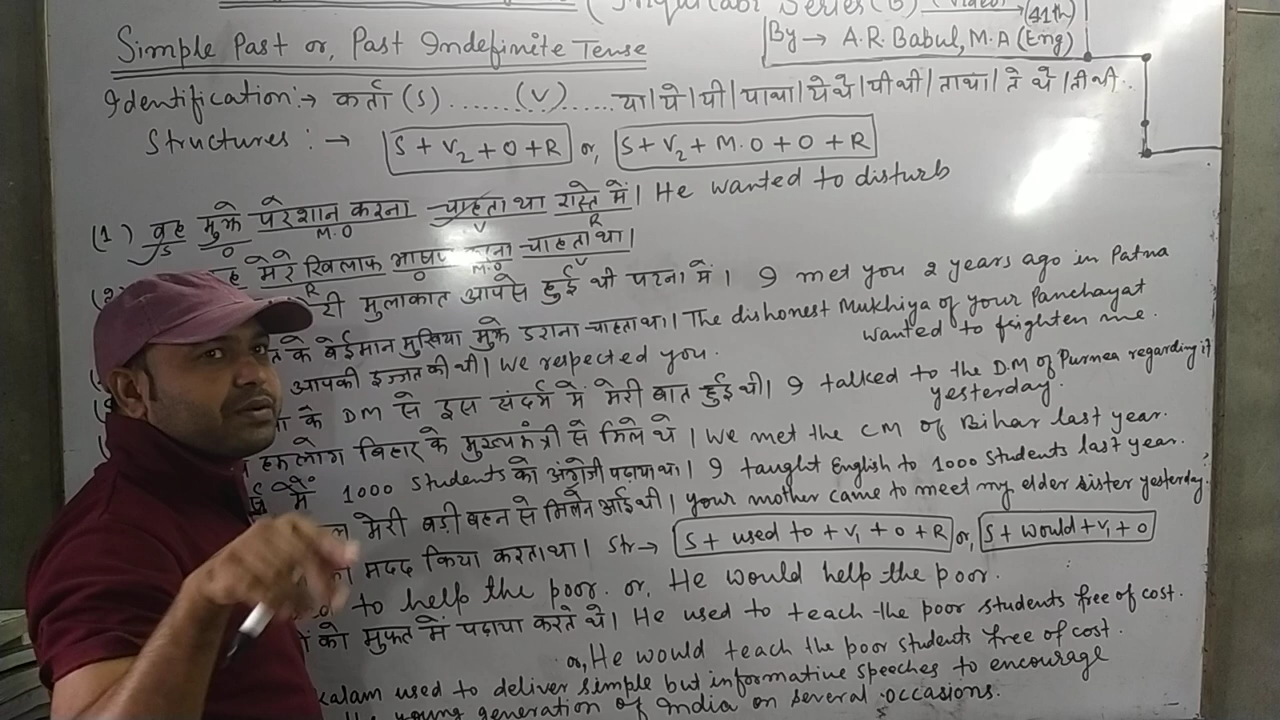 Series
(41th)
Simple Past or, Past Indefinite Tense
By → A.R. Babul, M.A (Eng)
Identification:→ कर्ता (S) ...... (V) ...... या|ये|यी|पाया|येथे|यीथी|ताथा|ते थे|तीथी.
Structures :→ S + V2 + O + R or, S + V2 + M.O + O + R
(1) वह मुझे परेशान करना चाहता था रास्ते में। He wanted to disturb
S O M.O V R
मेरे खिलाफ भाषण करना चाहता था।
R O M.O V
री मुलाकात आपसे हुई थी पटना में। I met you 2 years ago in Patna
के बेईमान मुखिया मुझे डराना चाहता था। The dishonest Mukhiya of your Panchayat
wanted to frighten me.
आपकी इज्जत की थी। We respected you.
के DM से इस संदर्भ में मेरी बात हुई थी। I talked to the D.M of Purnea regarding it
yesterday.
हमलोग बिहार के मुख्यमंत्री से मिले थे। We met the CM of Bihar last year.
में 1000 students को अंग्रेजी पढ़ाया था। I taught English to 1000 students last year.
ल मेरी बड़ी बहन से मिलने आई थी। Your mother came to meet my elder sister yesterday.
मदद किया करता था। Str→ S + used to + V1 + O + R or, S + would + V1 + O
to help the poor. or, He would help the poor.
को मुफ्त में पढ़ाया करते थे। He used to teach the poor students free of cost.
or, He would teach the poor students free of cost.
kalam used to deliver simple but informative speeches to encourage
the young generation of India on several occasions.